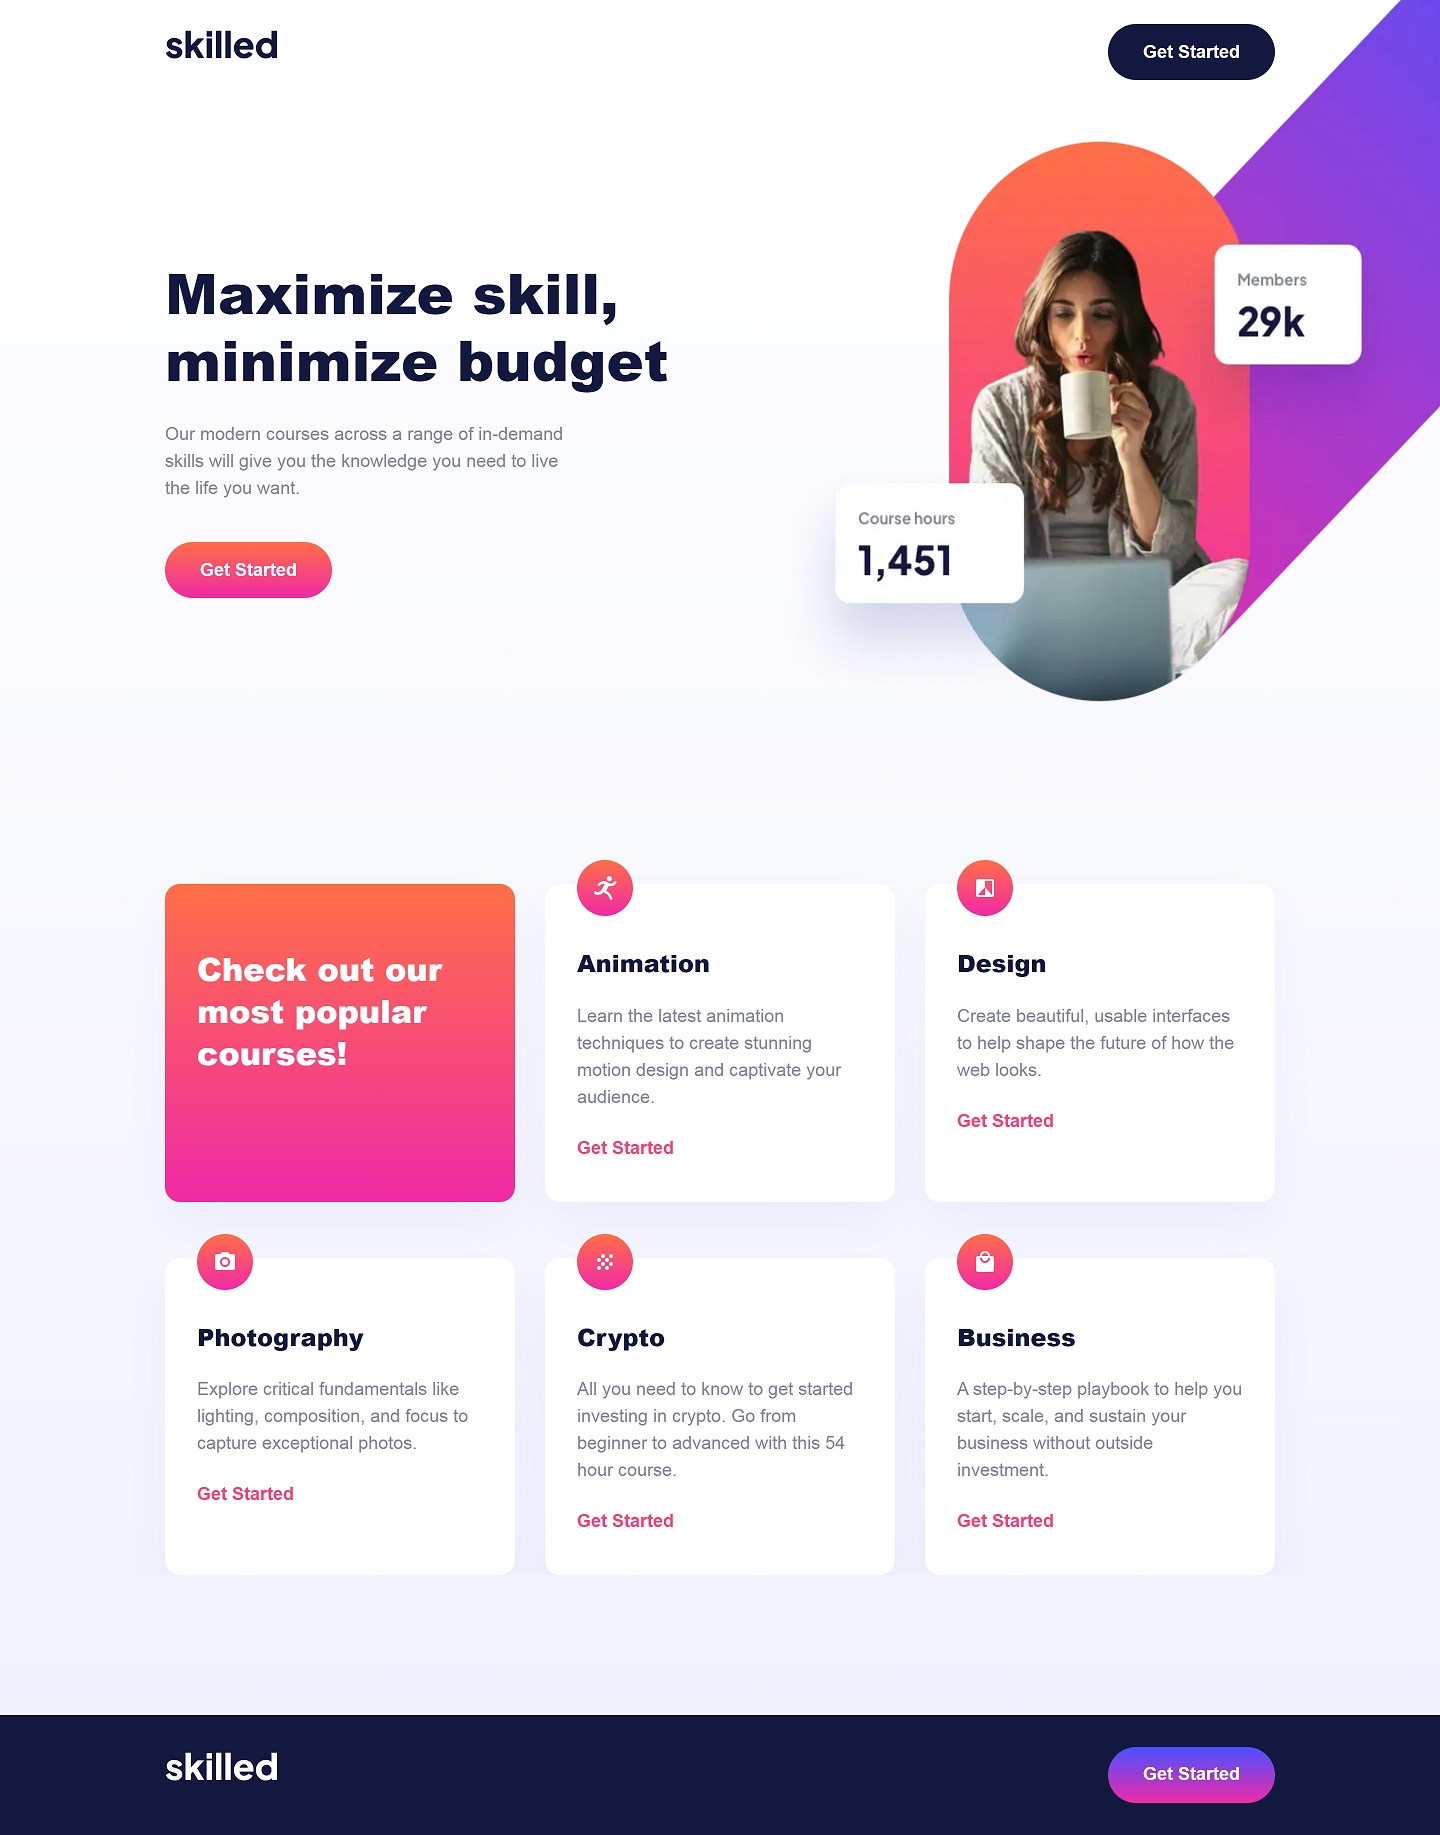 skilled
Get Started
Maximize skill,
minimize budget
Our modern courses across a range of in-demand
skills will give you the knowledge you need to live
the life you want.
Get Started
Members
29k
Course hours
1,451
Check out our
most popular
courses!
Animation
Learn the latest animation
techniques to create stunning
motion design and captivate your
audience.
Get Started
Design
Create beautiful, usable interfaces
to help shape the future of how the
web looks.
Get Started
Photography
Explore critical fundamentals like
lighting, composition, and focus to
capture exceptional photos.
Get Started
Crypto
All you need to know to get started
investing in crypto. Go from
beginner to advanced with this 54
hour course.
Get Started
Business
A step-by-step playbook to help you
start, scale, and sustain your
business without outside
investment.
Get Started
skilled
Get Started